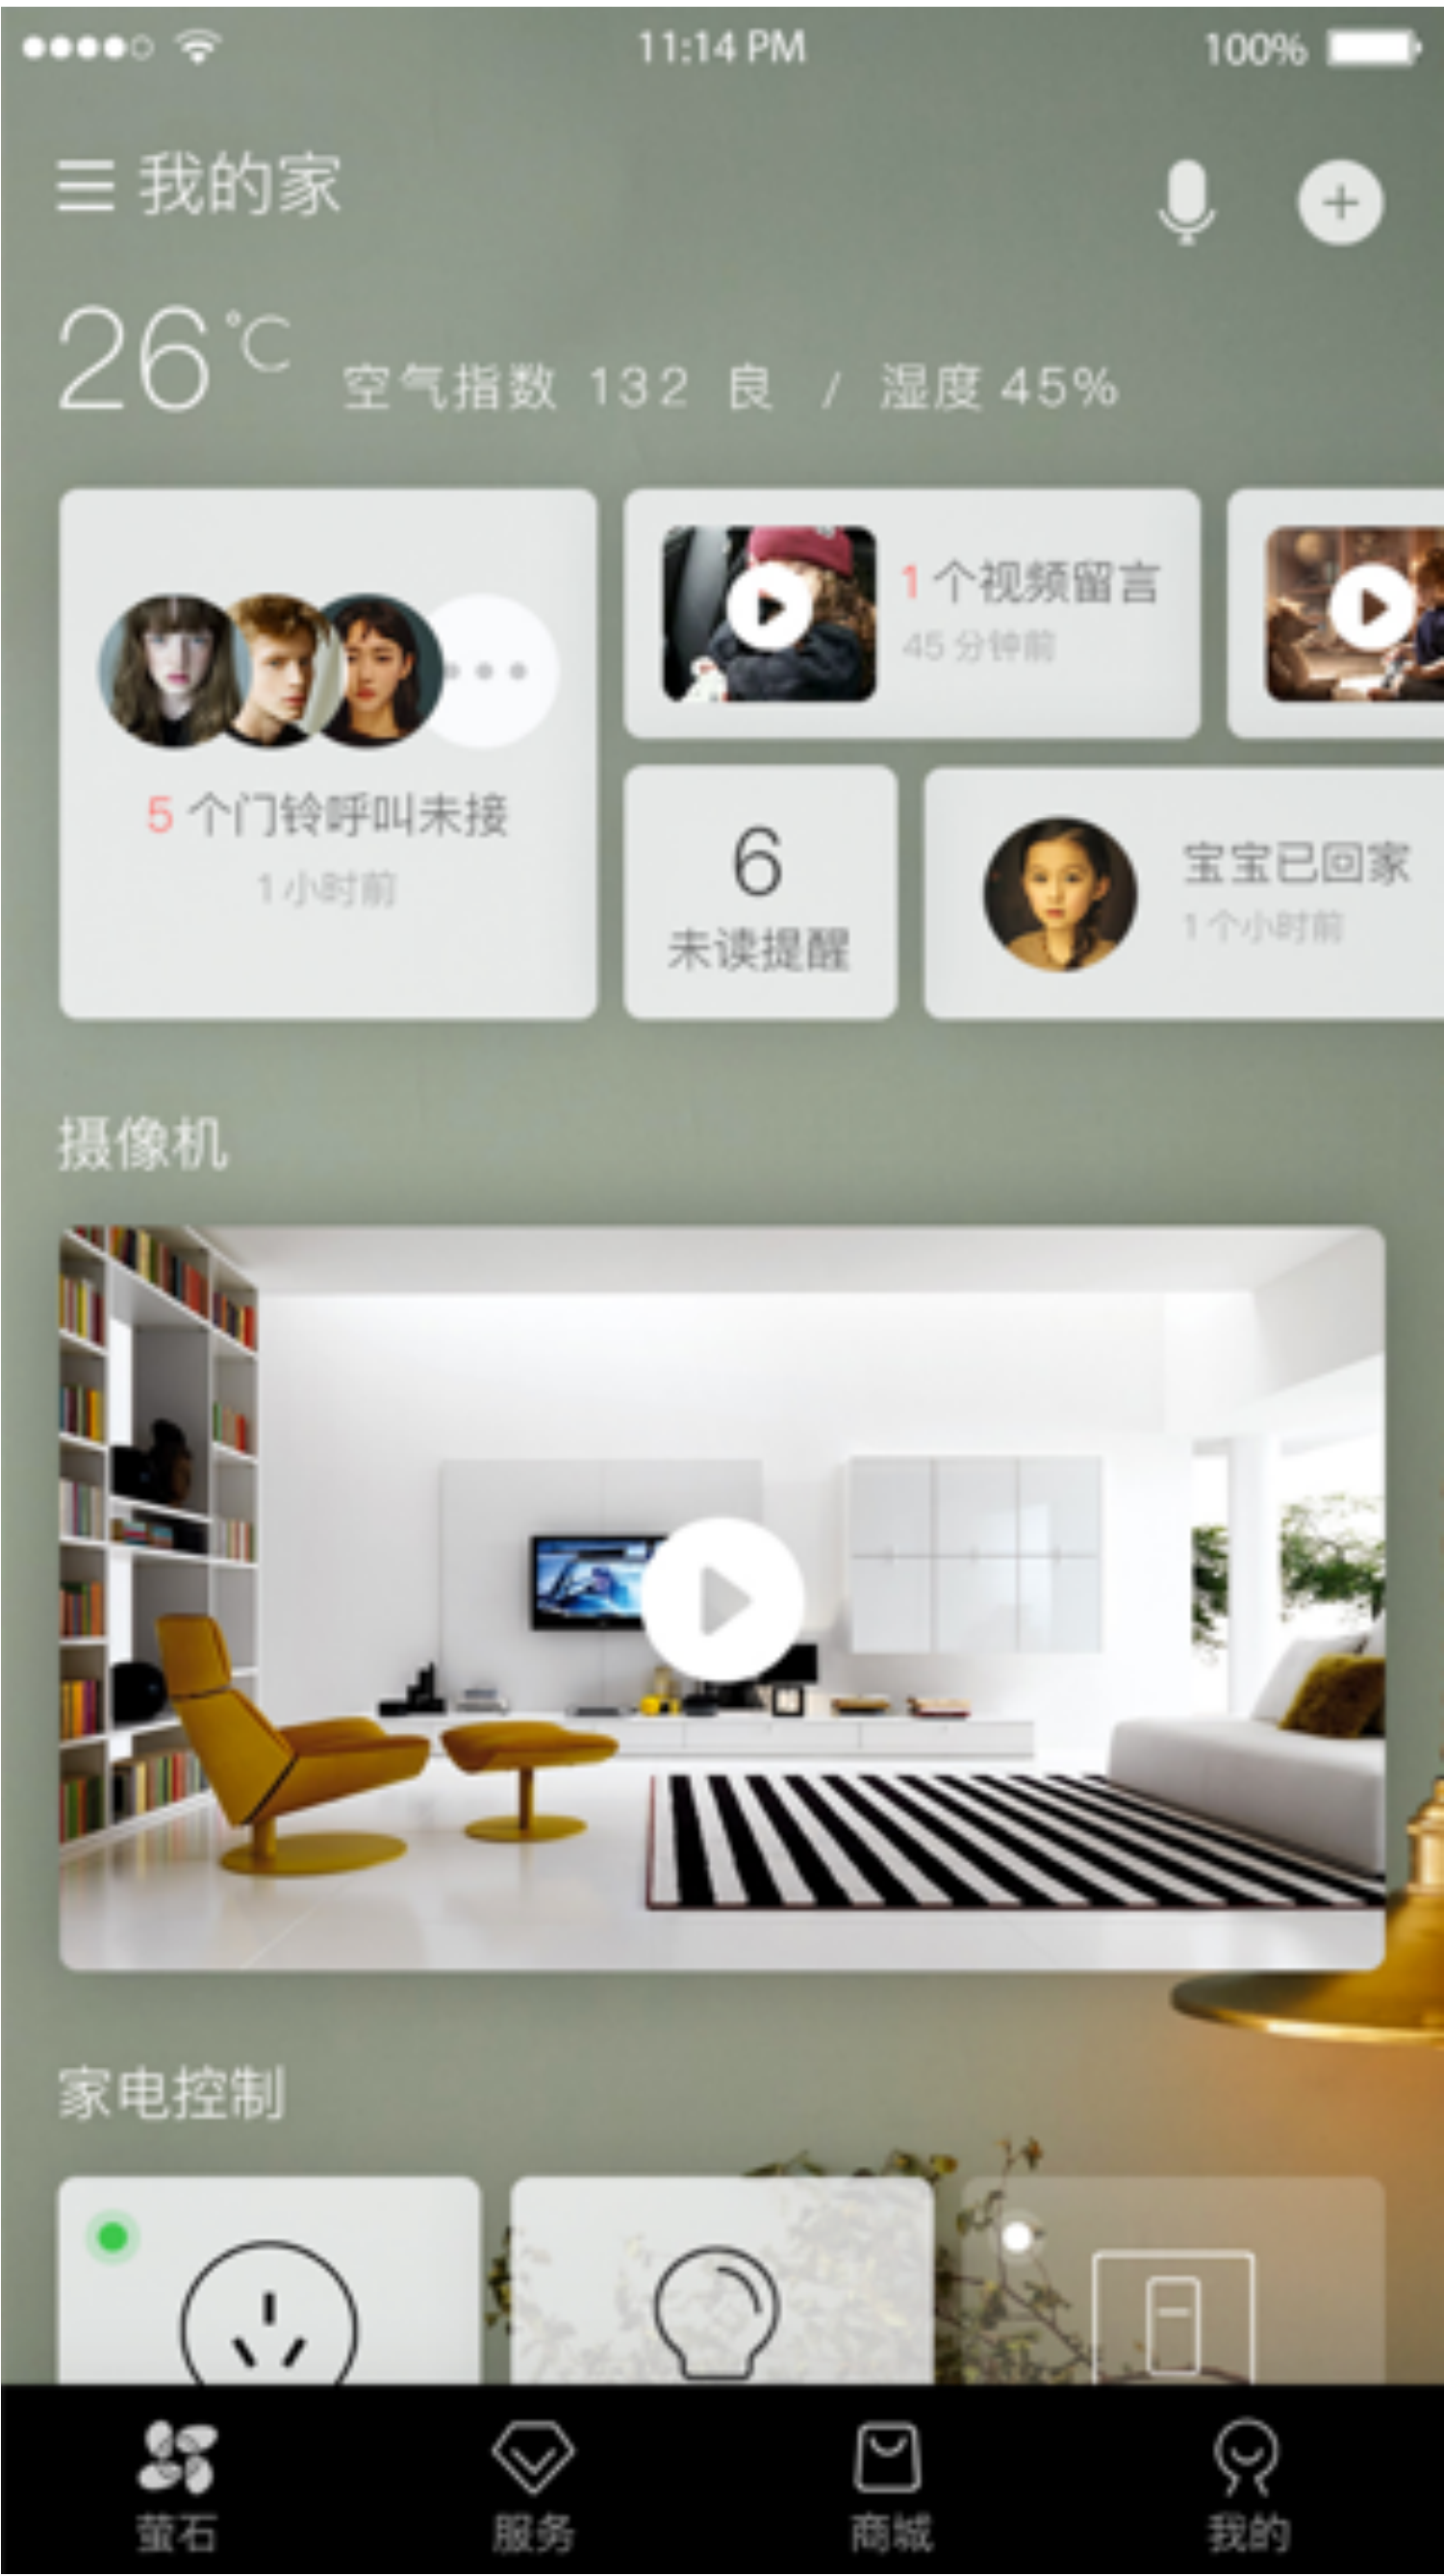 11:14 PM
100%
我的家
26℃ 空气指数 132 良 / 湿度 45%
5 个门铃呼叫未接
1 小时前
1 个视频留言
45 分钟前
6
未读提醒
宝宝已回家
1 个小时前
摄像机
家电控制
萤石
服务
商城
我的